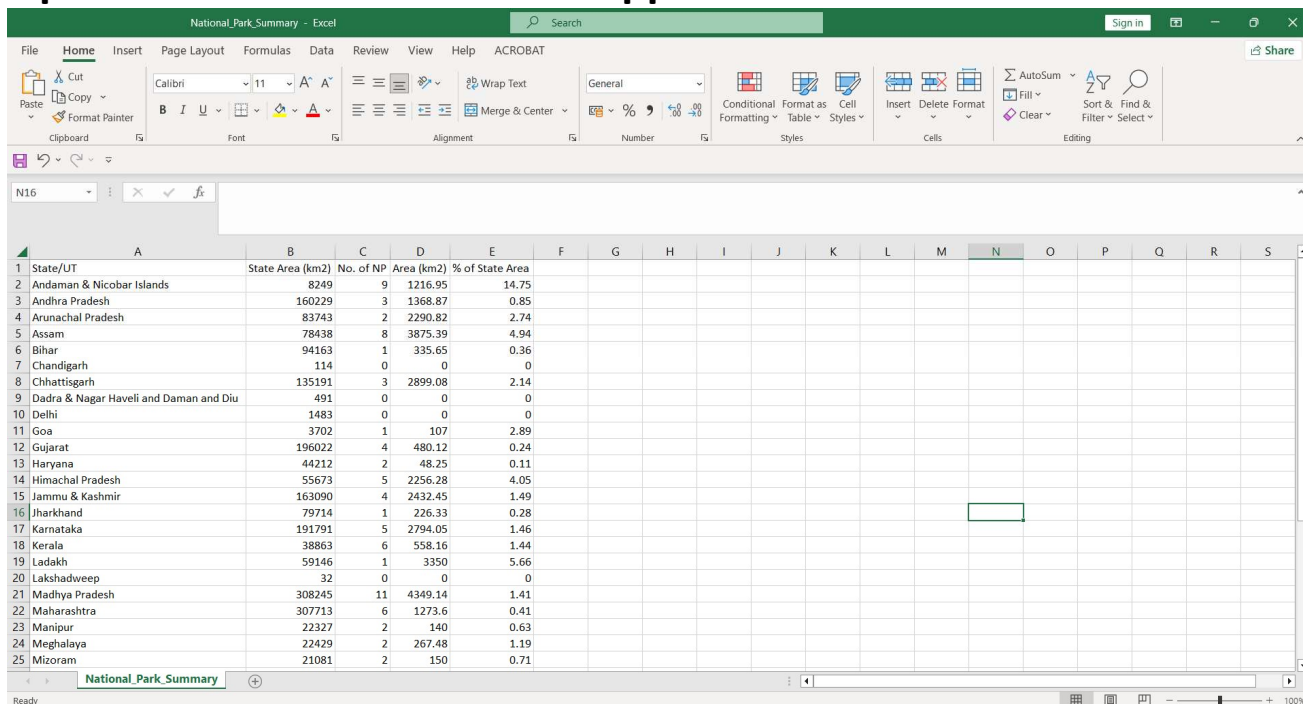 National_Park_Summary - Excel
Search
Sign in
File Home Insert Page Layout Formulas Data Review View Help ACROBAT
Share
Paste
Cut
Copy
Format Painter
Clipboard
Calibri 11
B I U
Font
Wrap Text
Merge & Center
Alignment
General
Number
Conditional Formatting
Format as Table
Cell Styles
Styles
Insert Delete Format
Cells
AutoSum
Fill
Clear
Sort & Filter
Find & Select
Editing
N16
fx
A B C D E F G H I J K L M N O P Q R S
1 State/UT State Area (km2) No. of NP Area (km2) % of State Area
2 Andaman & Nicobar Islands 8249 9 1216.95 14.75
3 Andhra Pradesh 160229 3 1368.87 0.85
4 Arunachal Pradesh 83743 2 2290.82 2.74
5 Assam 78438 8 3875.39 4.94
6 Bihar 94163 1 335.65 0.36
7 Chandigarh 114 0 0 0
8 Chhattisgarh 135191 3 2899.08 2.14
9 Dadra & Nagar Haveli and Daman and Diu 491 0 0 0
10 Delhi 1483 0 0 0
11 Goa 3702 1 107 2.89
12 Gujarat 196022 4 480.12 0.24
13 Haryana 44212 2 48.25 0.11
14 Himachal Pradesh 55673 5 2256.28 4.05
15 Jammu & Kashmir 163090 4 2432.45 1.49
16 Jharkhand 79714 1 226.33 0.28
17 Karnataka 191791 5 2794.05 1.46
18 Kerala 38863 6 558.16 1.44
19 Ladakh 59146 1 3350 5.66
20 Lakshadweep 32 0 0 0
21 Madhya Pradesh 308245 11 4349.14 1.41
22 Maharashtra 307713 6 1273.6 0.41
23 Manipur 22327 2 140 0.63
24 Meghalaya 22429 2 267.48 1.19
25 Mizoram 21081 2 150 0.71
National_Park_Summary
Ready
100%